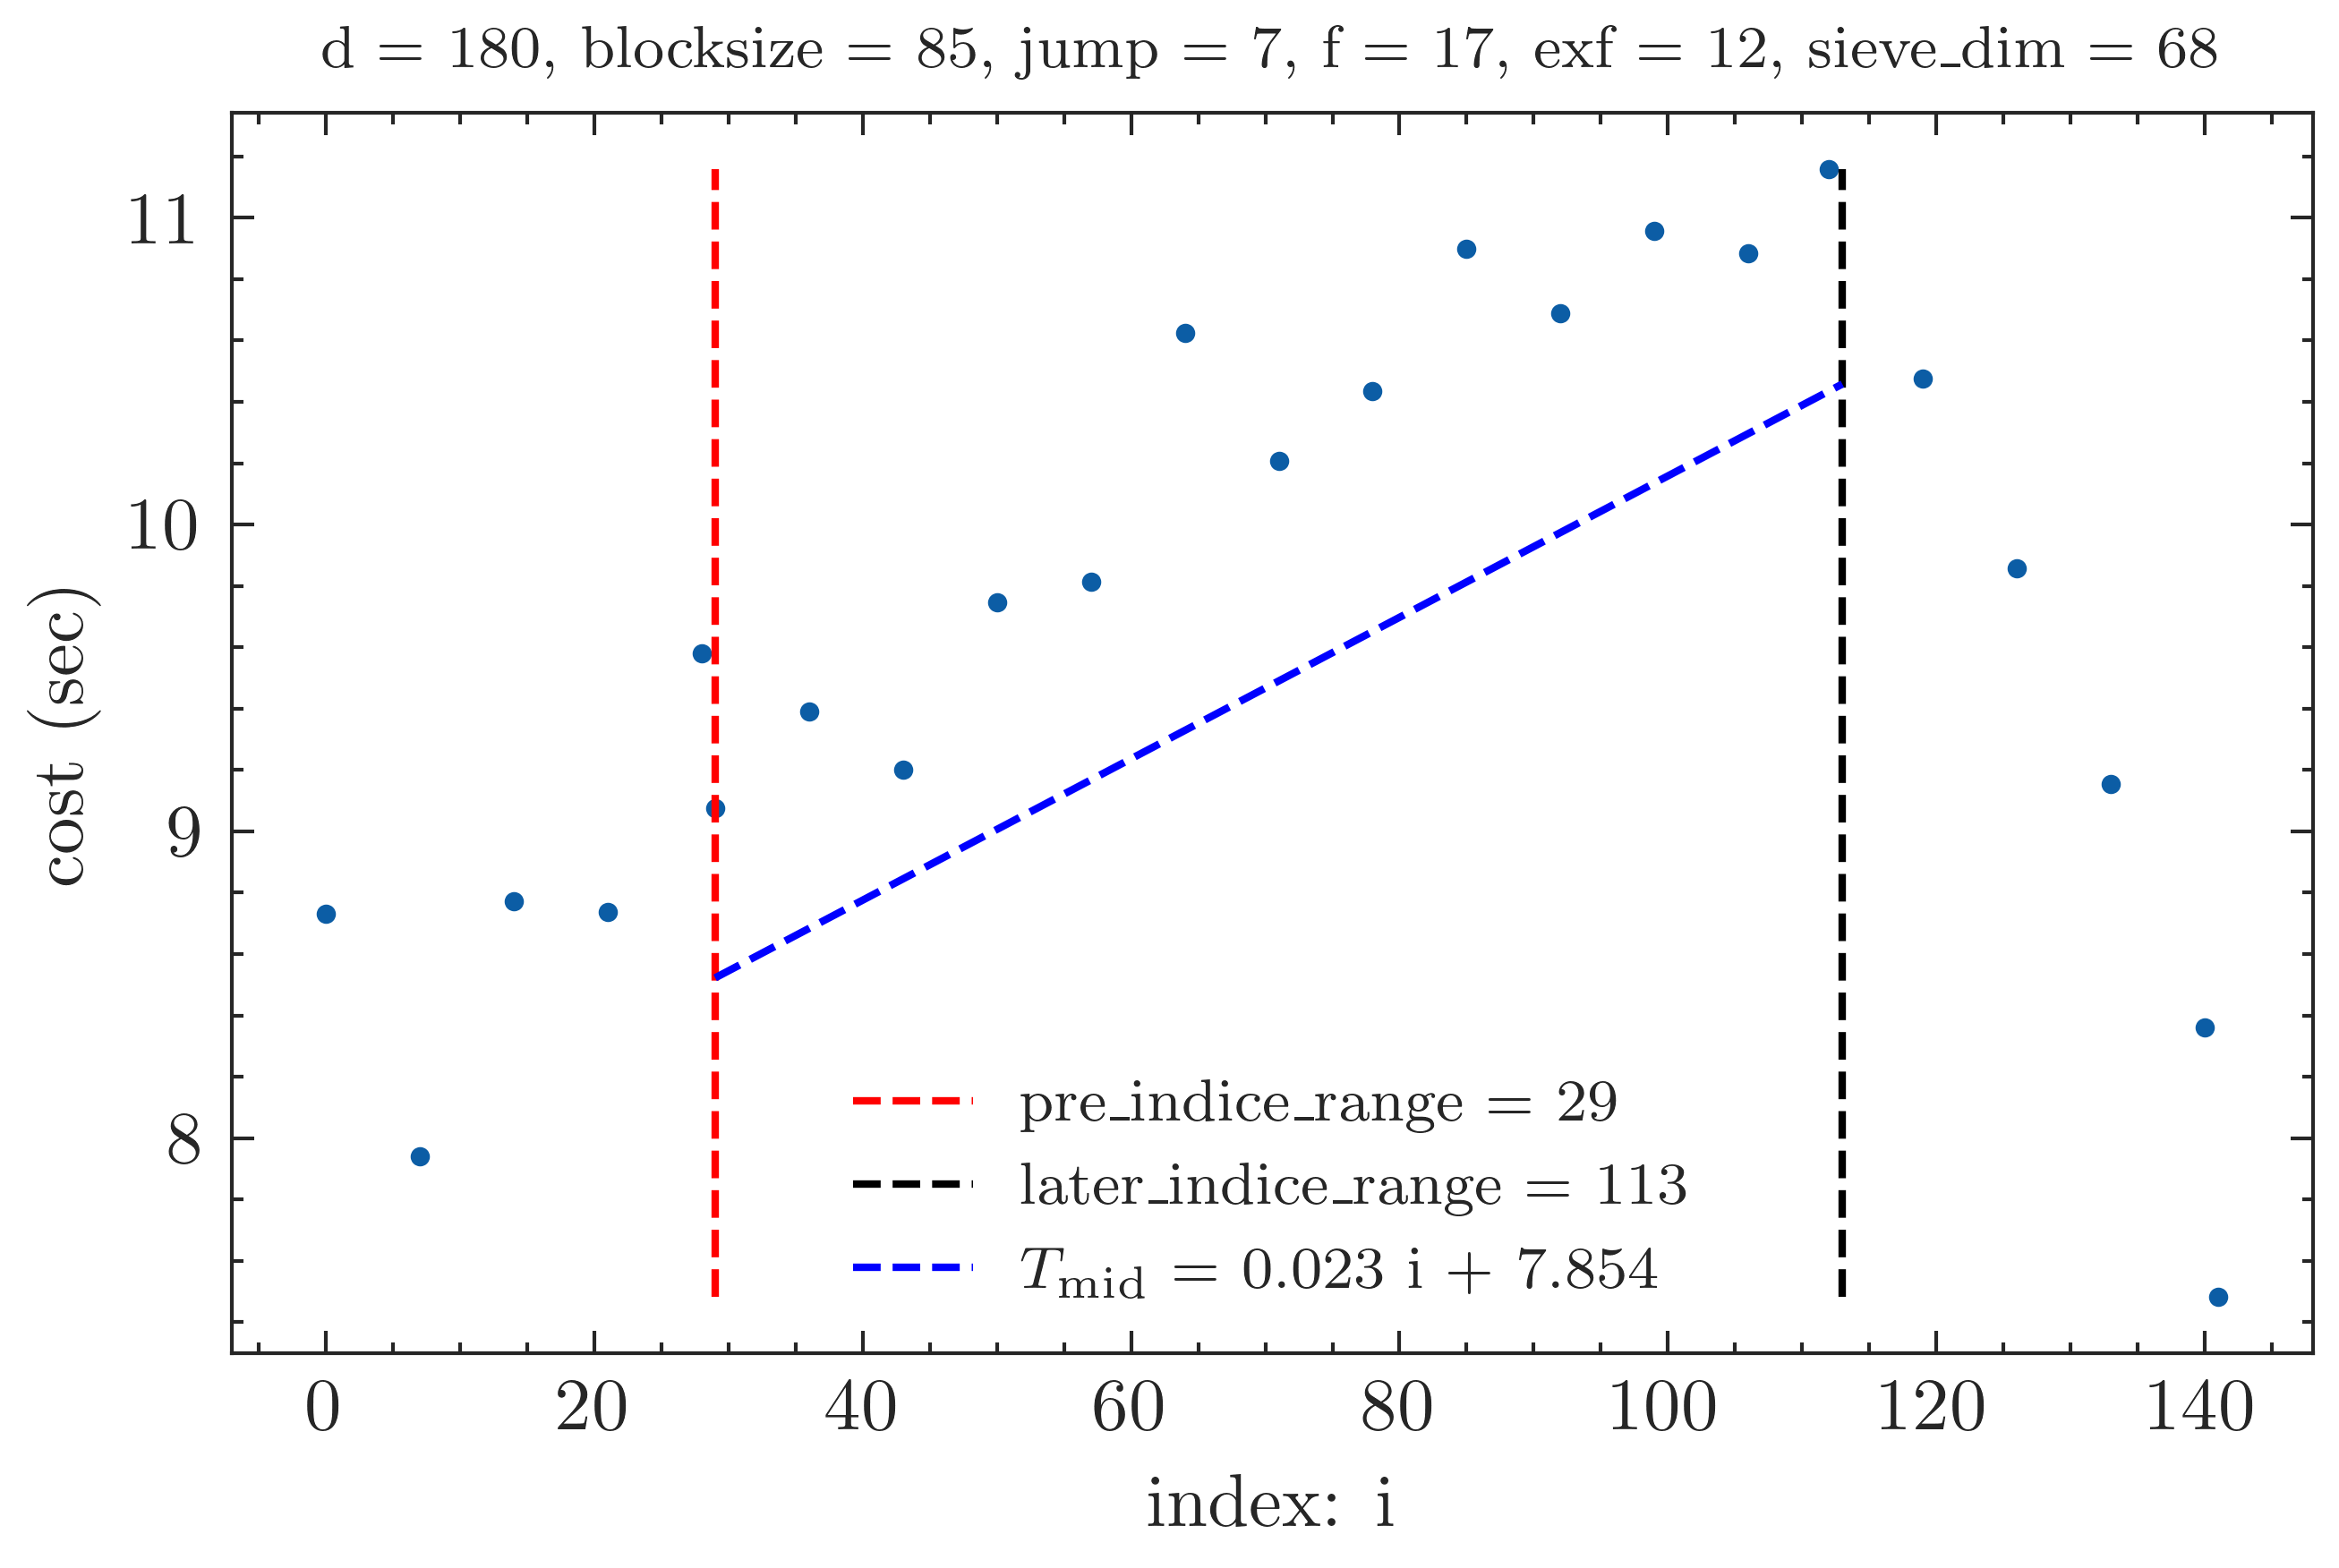 d = 180, blocksize = 85, jump = 7, f = 17, exf = 12, sieve_dim = 68
11
10
9
8
cost (sec)
pre_indice_range = 29
later_indice_range = 113
T_mid = 0.023 i + 7.854
0 20 40 60 80 100 120 140
index: i